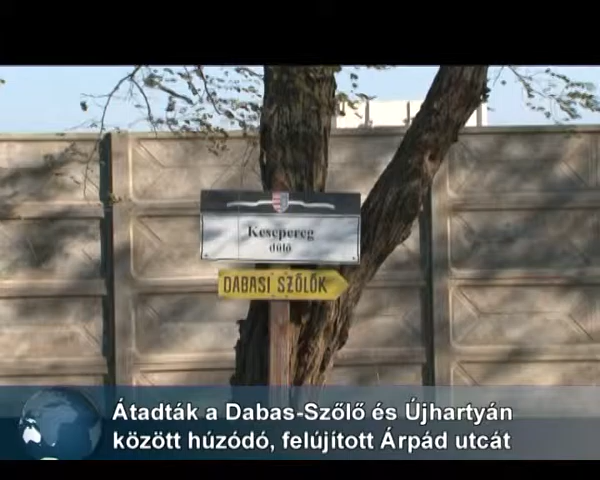 Kesepereg
dűlő
DABASI SZŐLŐK
Átadták a Dabas-Szőlő és Újhartyán
között húzódó, felújított Árpád utcát